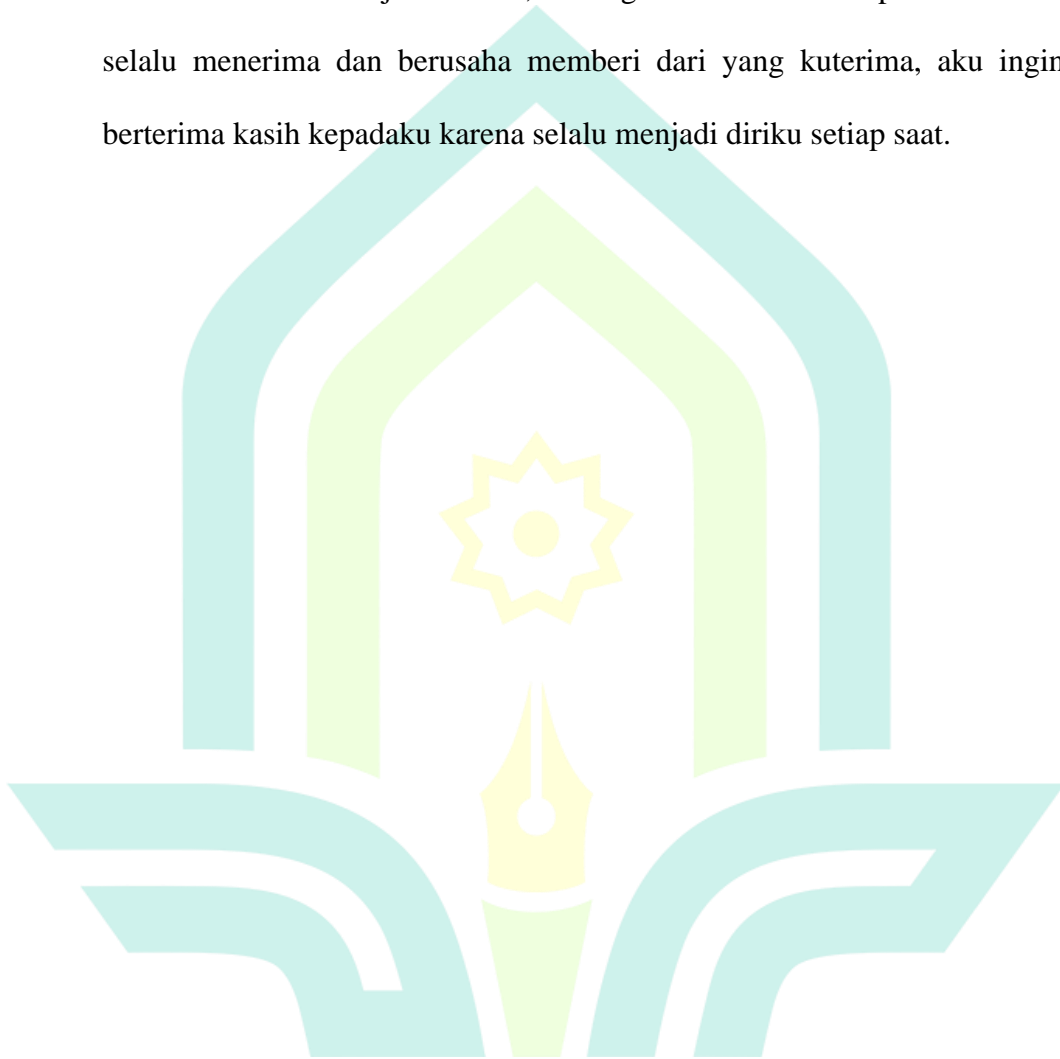 selalu menerima dan berusaha memberi dari yang kuterima, aku ingin
berterima kasih kepadaku karena selalu menjadi diriku setiap saat.